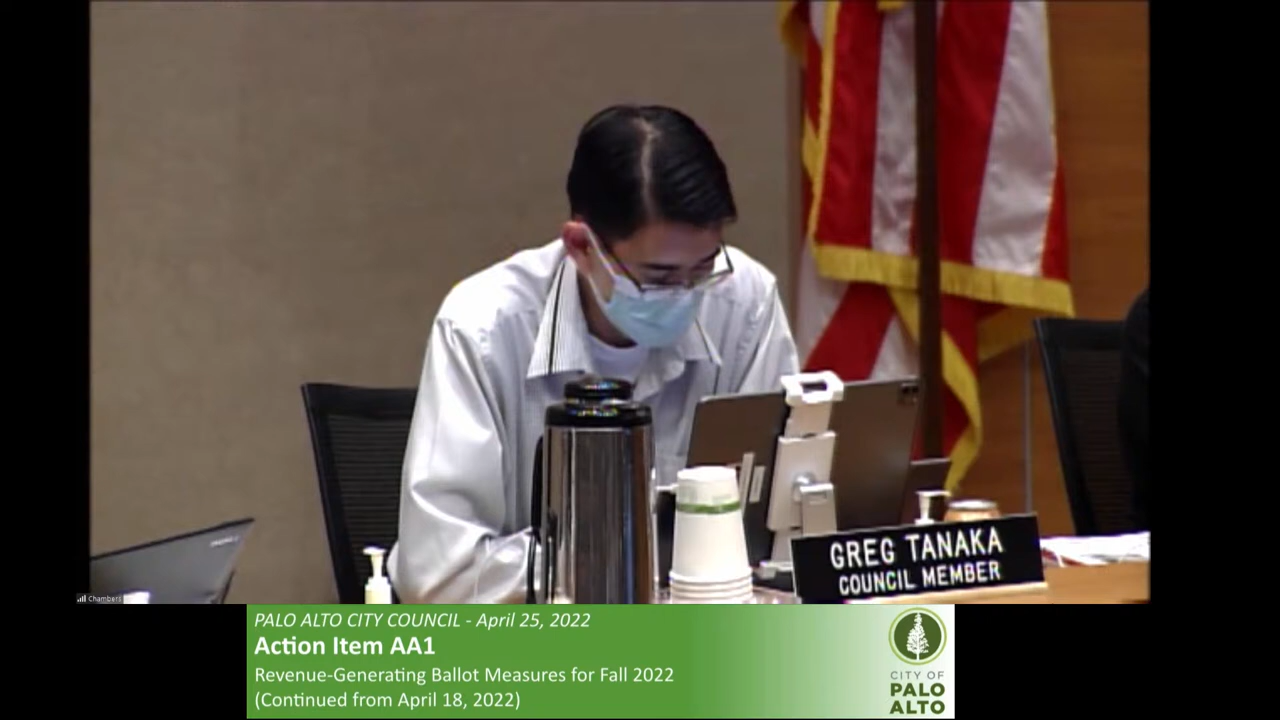 GREG TANAKA
COUNCIL MEMBER
Chambers
PALO ALTO CITY COUNCIL - April 25, 2022
Action Item AA1
Revenue-Generating Ballot Measures for Fall 2022
(Continued from April 18, 2022)
CITY OF
PALO
ALTO